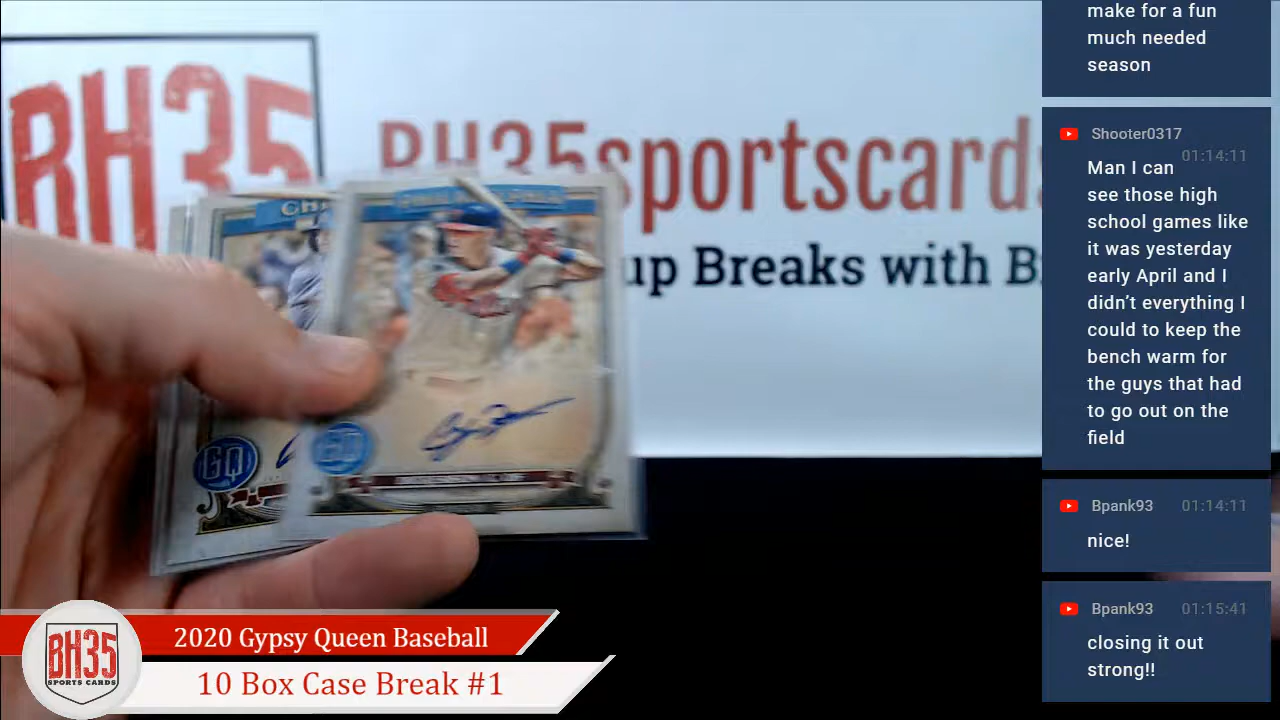 BH35
BH35sportscard
up Breaks with B
CH
GQ
GQ
make for a fun
much needed
season
Shooter0317
01:14:11
Man I can
see those high
school games like
it was yesterday
early April and I
didn't everything I
could to keep the
bench warm for
the guys that had
to go out on the
field
Bpank93 01:14:11
nice!
Bpank93 01:15:41
closing it out
strong!!
BH35
SPORTS CARDS
2020 Gypsy Queen Baseball
10 Box Case Break #1